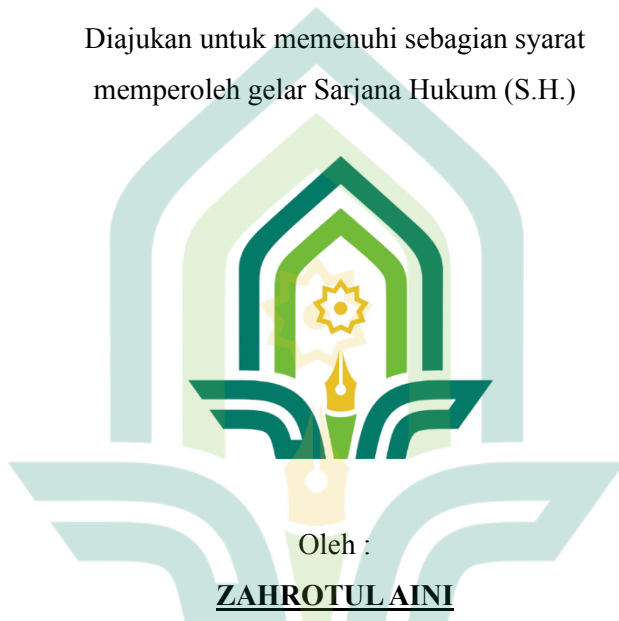 Diajukan untuk memenuhi sebagian syarat
memperoleh gelar Sarjana Hukum (S.H.)
Oleh :
ZAHROTUL AINI